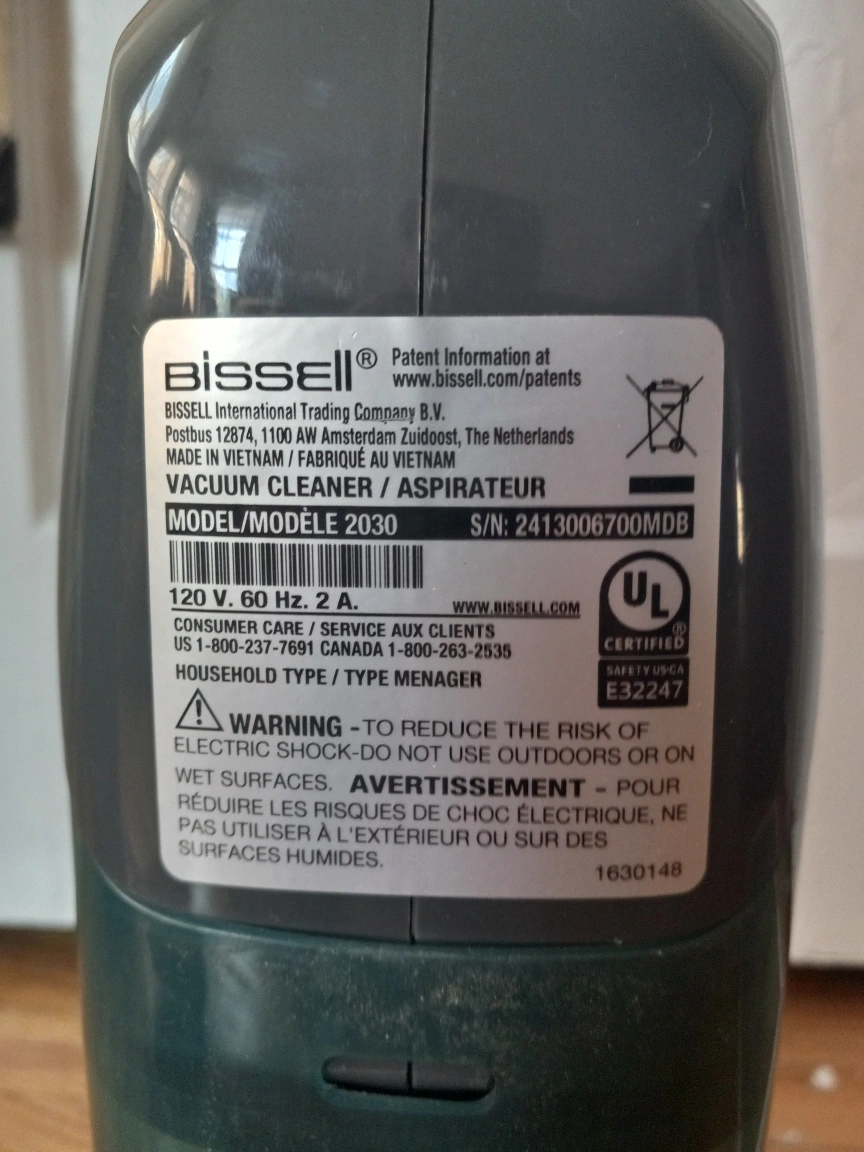 BISSELL®
Patent Information at
www.bissell.com/patents
BISSELL International Trading Company B.V.
Postbus 12874, 1100 AW Amsterdam Zuidoost, The Netherlands
MADE IN VIETNAM / FABRIQUÉ AU VIETNAM
VACUUM CLEANER / ASPIRATEUR
MODEL/MODÈLE 2030 S/N: 2413006700MDB
120 V. 60 Hz. 2 A.
WWW.BISSELL.COM
UL
®
CERTIFIED
SAFETY US-CA
E32247
CONSUMER CARE / SERVICE AUX CLIENTS
US 1-800-237-7691 CANADA 1-800-263-2535
HOUSEHOLD TYPE / TYPE MENAGER
WARNING -TO REDUCE THE RISK OF
ELECTRIC SHOCK-DO NOT USE OUTDOORS OR ON
WET SURFACES. AVERTISSEMENT - POUR
RÉDUIRE LES RISQUES DE CHOC ÉLECTRIQUE, NE
PAS UTILISER À L'EXTÉRIEUR OU SUR DES
SURFACES HUMIDES.
1630148